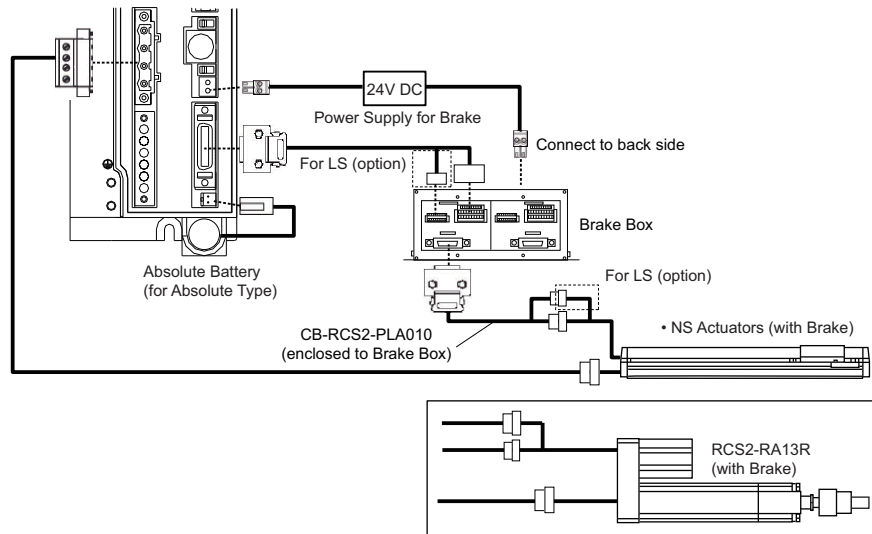 24V DC
Power Supply for Brake
Connect to back side
For LS (option)
Brake Box
Absolute Battery
(for Absolute Type)
For LS (option)
CB-RCS2-PLA010
(enclosed to Brake Box)
• NS Actuators (with Brake)
RCS2-RA13R
(with Brake)